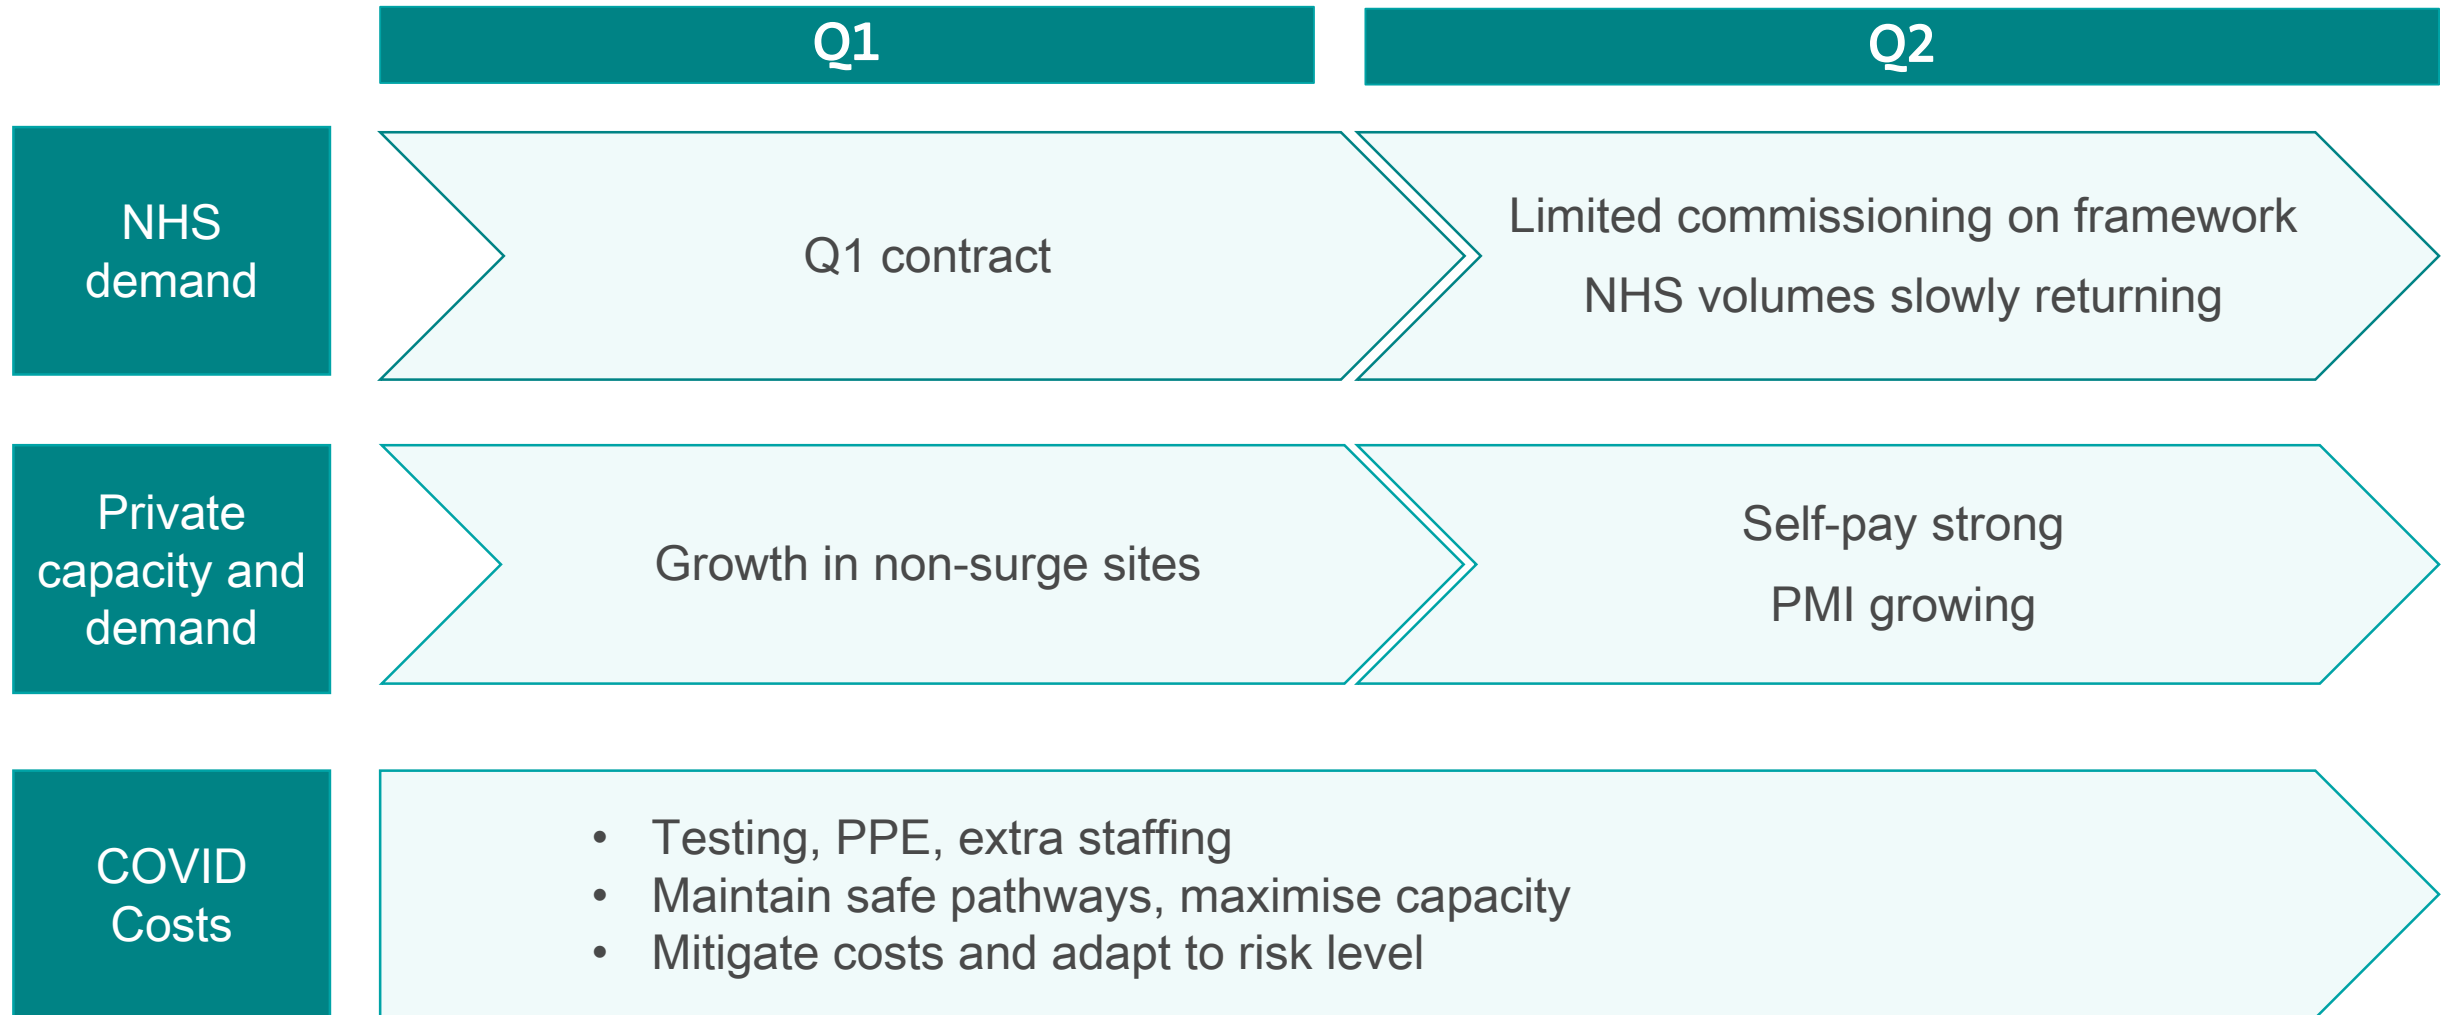 Q1
Q2
NHS
demand
Q1 contract
Limited commissioning on framework
NHS volumes slowly returning
Private
capacity and
demand
Growth in non-surge sites
Self-pay strong
PMI growing
COVID
Costs
• Testing, PPE, extra staffing
• Maintain safe pathways, maximise capacity
• Mitigate costs and adapt to risk level